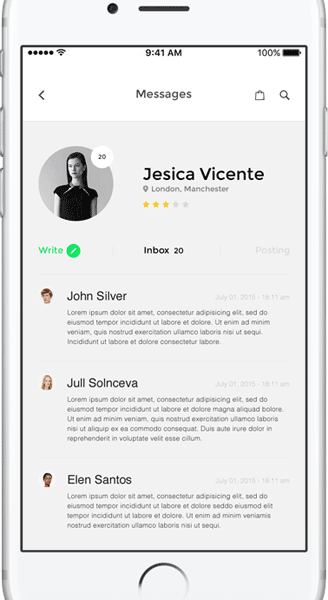 9:41 AM 100%
Messages
20
Jesica Vicente
London, Manchester
Write Inbox 20 Posting
John Silver July 01, 2015 - 16:11 am
Lorem ipsum dolor sit amet, consectetur adipisicing elit, sed do
eiusmod tempor incididunt ut labore et dolore. Ut enim ad minim
veniam, quis nostrud exercitation ullamco laboris nisi ut sequi.
Incididunt ut labore et dolore consectetur labore.
Jull Solnceva July 01, 2015 - 16:11 am
Lorem ipsum dolor sit amet, consectetur adipisicing elit, sed do
eiusmod tempor incididunt ut labore et dolore magna aliquad bolore.
Ut enim ad minim veniam, quis nostrud exercitation ullamco laboris
nisi ut aliquip ex ea commodo consequat. Duis aute irure dolor in
reprehenderit in voluptate velit esse cillum.
Elen Santos July 01, 2015 - 16:11 am
Lorem ipsum dolor sit amet, consectetur adipisicing elit, sed do
eiusmod tempor incididunt ut labore et dolore seddo eiusmod elit
tempor incididunt ut labore et dolore. Ut enim ad minim veniamis
nostrud exercitation ullamco laboris nisi ut sequi.